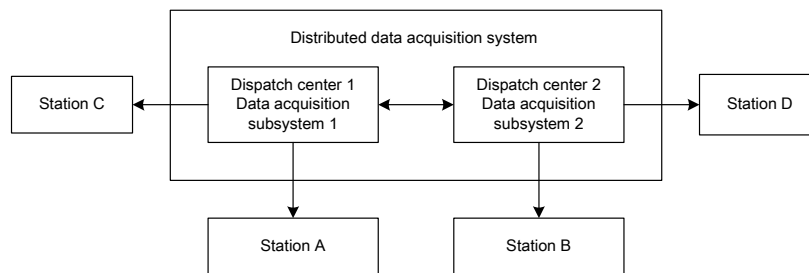 Distributed data acquisition system
Station C
Dispatch center 1
Data acquisition
subsystem 1
Dispatch center 2
Data acquisition
subsystem 2
Station D
Station A
Station B